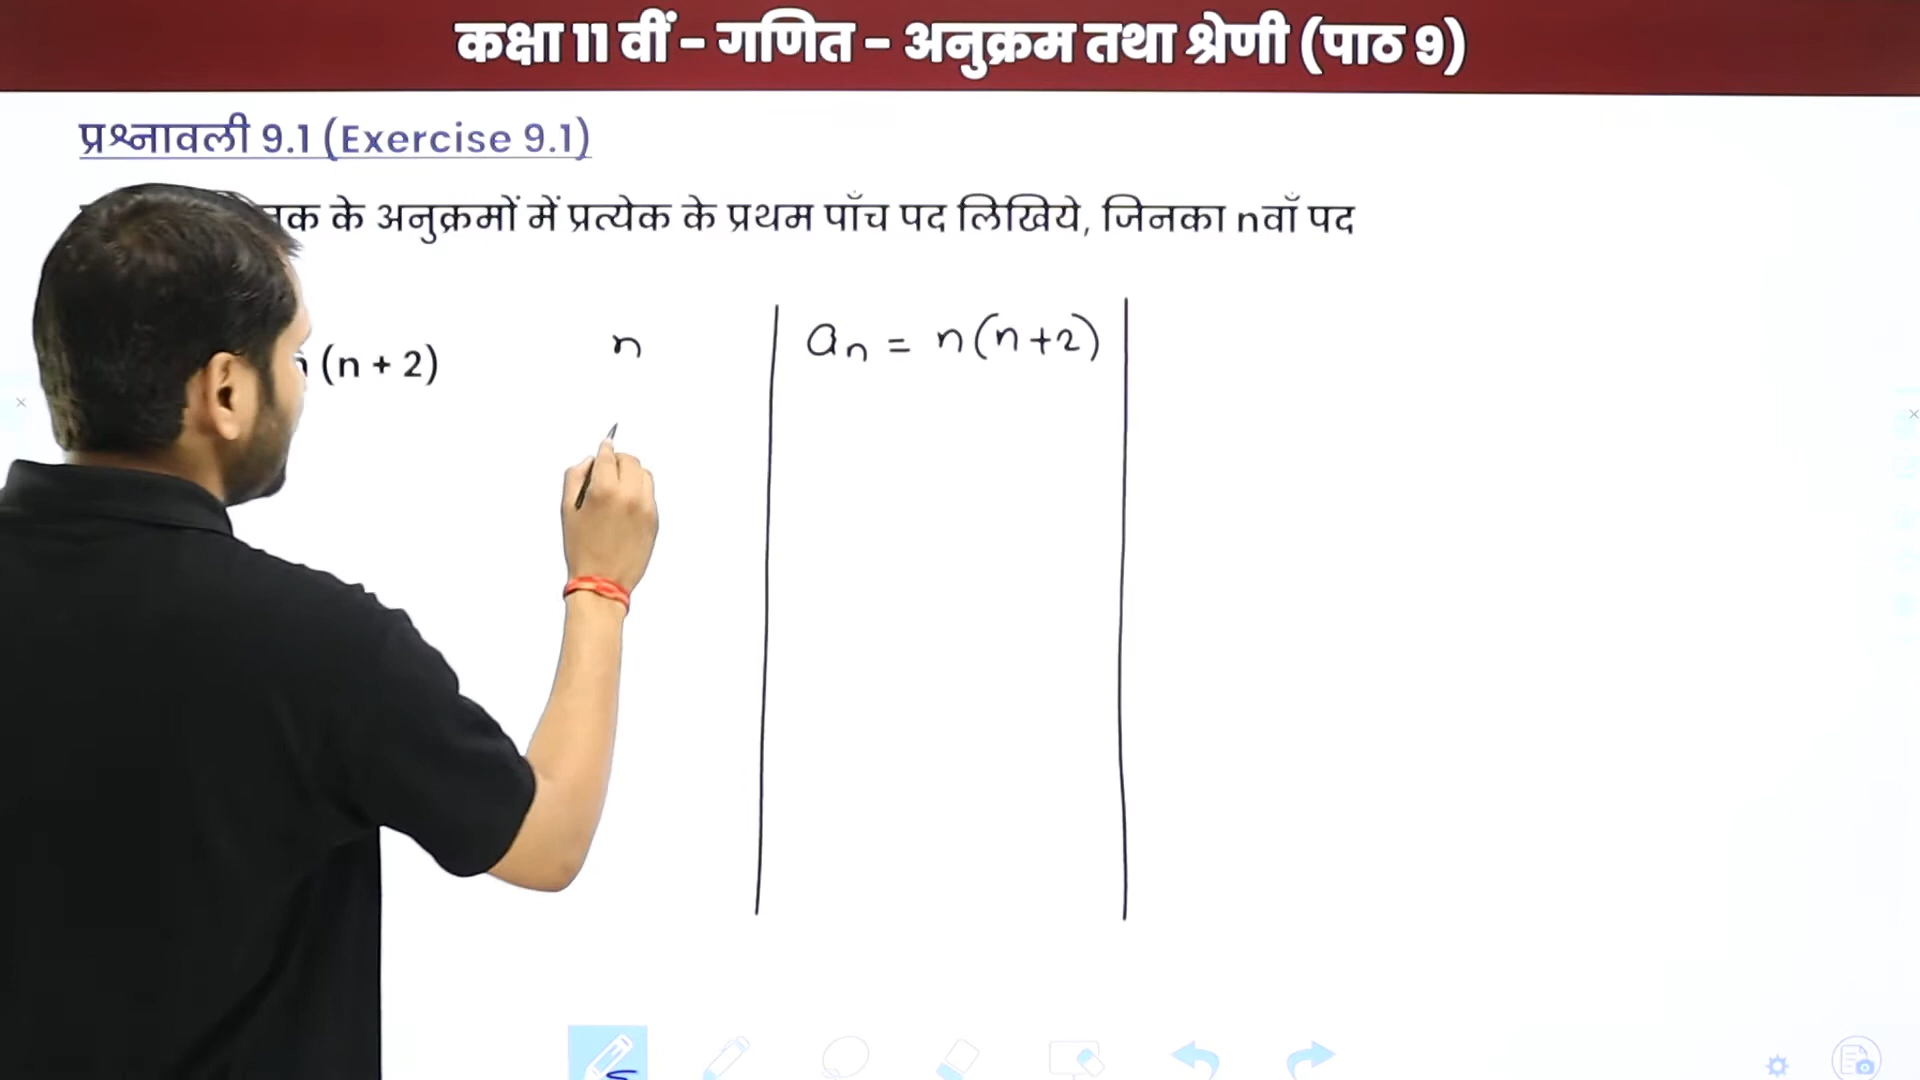 कक्षा 11 वीं - गणित - अनुक्रम तथा श्रेणी (पाठ 9)
प्रश्नावली 9.1 (Exercise 9.1)
के अनुक्रमों में प्रत्येक के प्रथम पाँच पद लिखिये, जिनका nवाँ पद
(n + 2)
n
an = n(n+2)